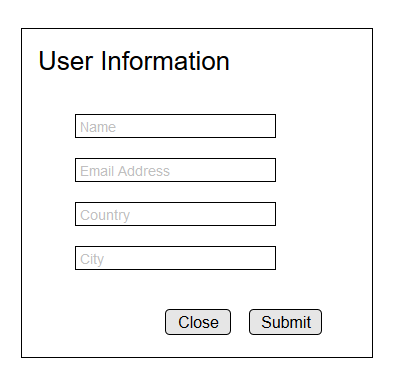 User Information
Name
Email Address
Country
City
Close Submit